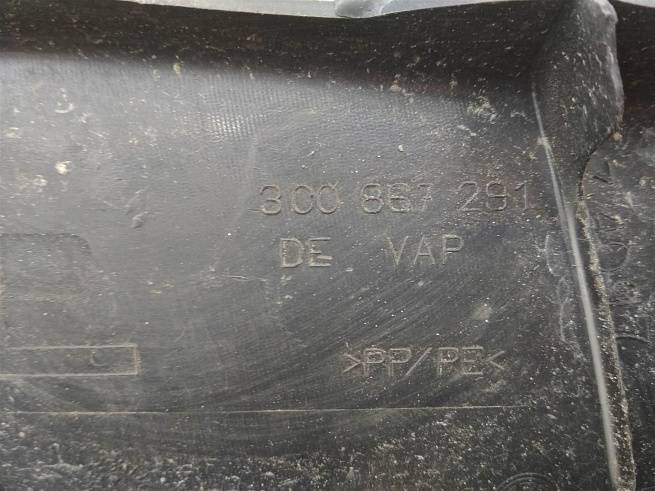 3C0 867 291
DE VAP
>PP/PE<